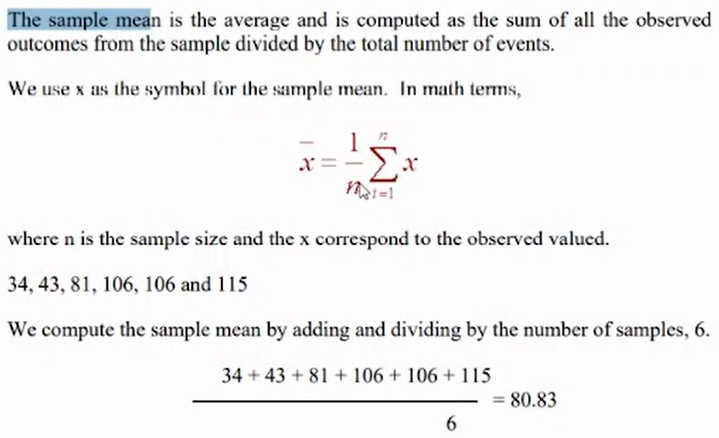 The sample mean is the average and is computed as the sum of all the observed
outcomes from the sample divided by the total number of events.
We use x as the symbol for the sample mean. In math terms,
x̄ = 1/n ∑ⁿᵢ₌₁ x
where n is the sample size and the x correspond to the observed valued.
34, 43, 81, 106, 106 and 115
We compute the sample mean by adding and dividing by the number of samples, 6.
34 + 43 + 81 + 106 + 106 + 115
= 80.83
6